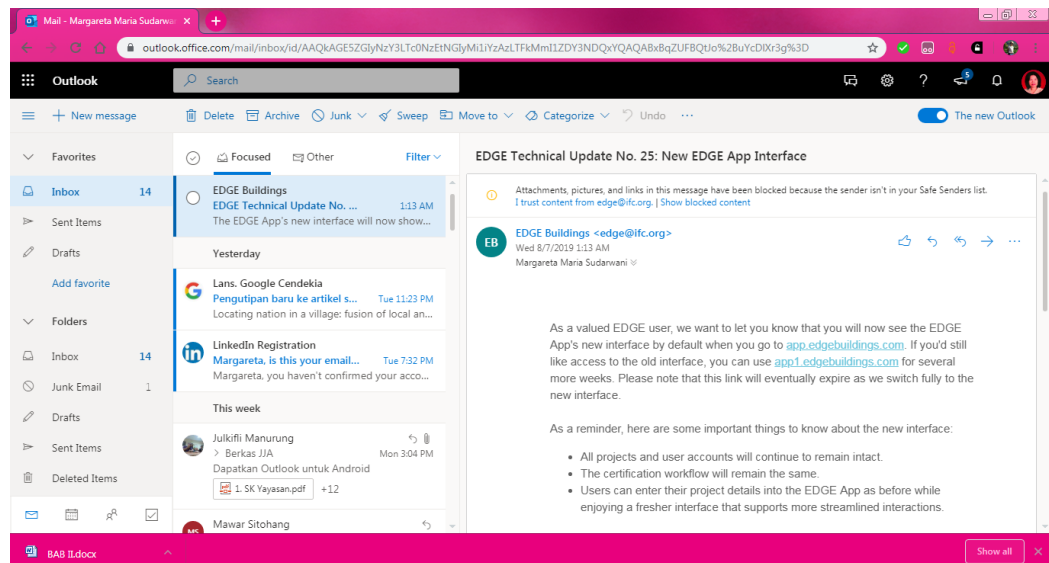 Mail - Margareta Maria Sudarwa
outlook.office.com/mail/inbox/id/AAQkAGE5ZGIyNzY3LTc0NzEtNGIyMi1iYzAzLTFkMmI1ZDY3NDQxYQAQABxBqZUFBQtJo%2BuYcDlXr3g%3D
Outlook
Search
5
New message
Delete Archive Junk Sweep Move to Categorize Undo ...
The new Outlook
Favorites
Inbox 14
Sent Items
Drafts
Add favorite
Folders
Inbox 14
Junk Email 1
Drafts
Sent Items
Deleted Items
Focused Other Filter
EDGE Buildings
EDGE Technical Update No. ... 1:13 AM
The EDGE App's new interface will now show...
Yesterday
Lans. Google Cendekia
Pengutipan baru ke artikel s... Tue 11:23 PM
Locating nation in a village: fusion of local an...
LinkedIn Registration
Margareta, is this your email... Tue 7:32 PM
Margareta, you haven't confirmed your acco...
This week
Julkifli Manurung
> Berkas JJA Mon 3:04 PM
Dapatkan Outlook untuk Android
1. SK Yayasan.pdf +12
MS
Mawar Sitohang
EDGE Technical Update No. 25: New EDGE App Interface
Attachments, pictures, and links in this message have been blocked because the sender isn't in your Safe Senders list.
I trust content from edge@ifc.org. | Show blocked content
EB
EDGE Buildings <edge@ifc.org>
Wed 8/7/2019 1:13 AM
Margareta Maria Sudarwani
As a valued EDGE user, we want to let you know that you will now see the EDGE
App's new interface by default when you go to app.edgebuildings.com. If you'd still
like access to the old interface, you can use app1.edgebuildings.com for several
more weeks. Please note that this link will eventually expire as we switch fully to the
new interface.
As a reminder, here are some important things to know about the new interface:
• All projects and user accounts will continue to remain intact.
• The certification workflow will remain the same.
• Users can enter their project details into the EDGE App as before while
enjoying a fresher interface that supports more streamlined interactions.
BAB II.docx
Show all